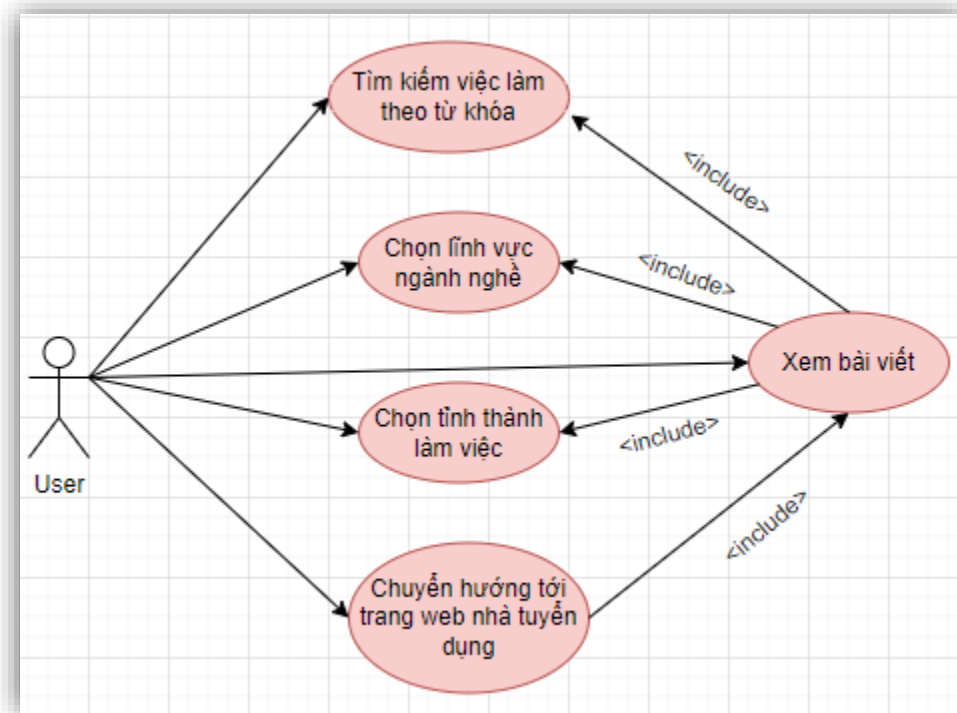 Tìm kiếm việc làm
theo từ khóa
<include>
Chọn lĩnh vực
ngành nghề
<include>
Xem bài viết
Chọn tỉnh thành
làm việc
<include>
User
<include>
Chuyển hướng tới
trang web nhà tuyển
dụng